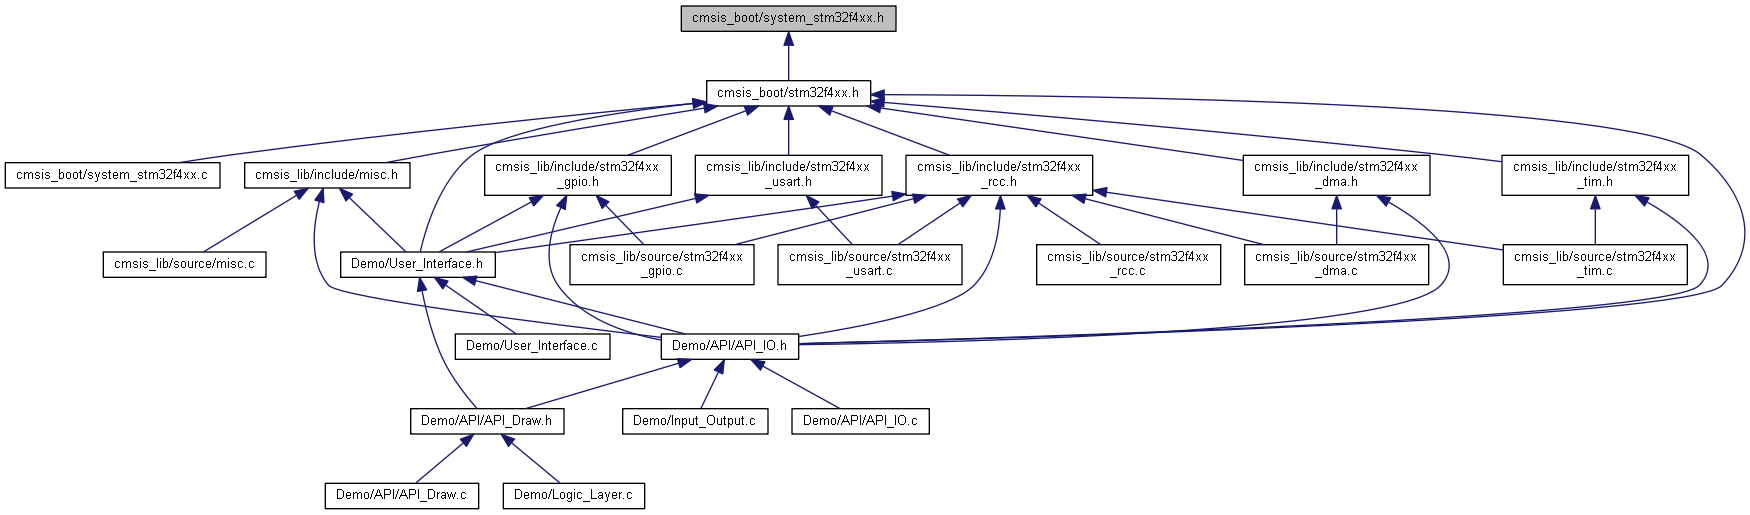 cmsis_boot/system_stm32f4xx.h
cmsis_boot/stm32f4xx.h
cmsis_boot/system_stm32f4xx.c
cmsis_lib/include/misc.h
cmsis_lib/include/stm32f4xx
_gpio.h
cmsis_lib/include/stm32f4xx
_usart.h
cmsis_lib/include/stm32f4xx
_rcc.h
cmsis_lib/include/stm32f4xx
_dma.h
cmsis_lib/include/stm32f4xx
_tim.h
cmsis_lib/source/misc.c
Demo/User_Interface.h
cmsis_lib/source/stm32f4xx
_gpio.c
cmsis_lib/source/stm32f4xx
_usart.c
cmsis_lib/source/stm32f4xx
_rcc.c
cmsis_lib/source/stm32f4xx
_dma.c
cmsis_lib/source/stm32f4xx
_tim.c
Demo/User_Interface.c
Demo/API/API_IO.h
Demo/API/API_Draw.h
Demo/Input_Output.c
Demo/API/API_IO.c
Demo/API/API_Draw.c
Demo/Logic_Layer.c